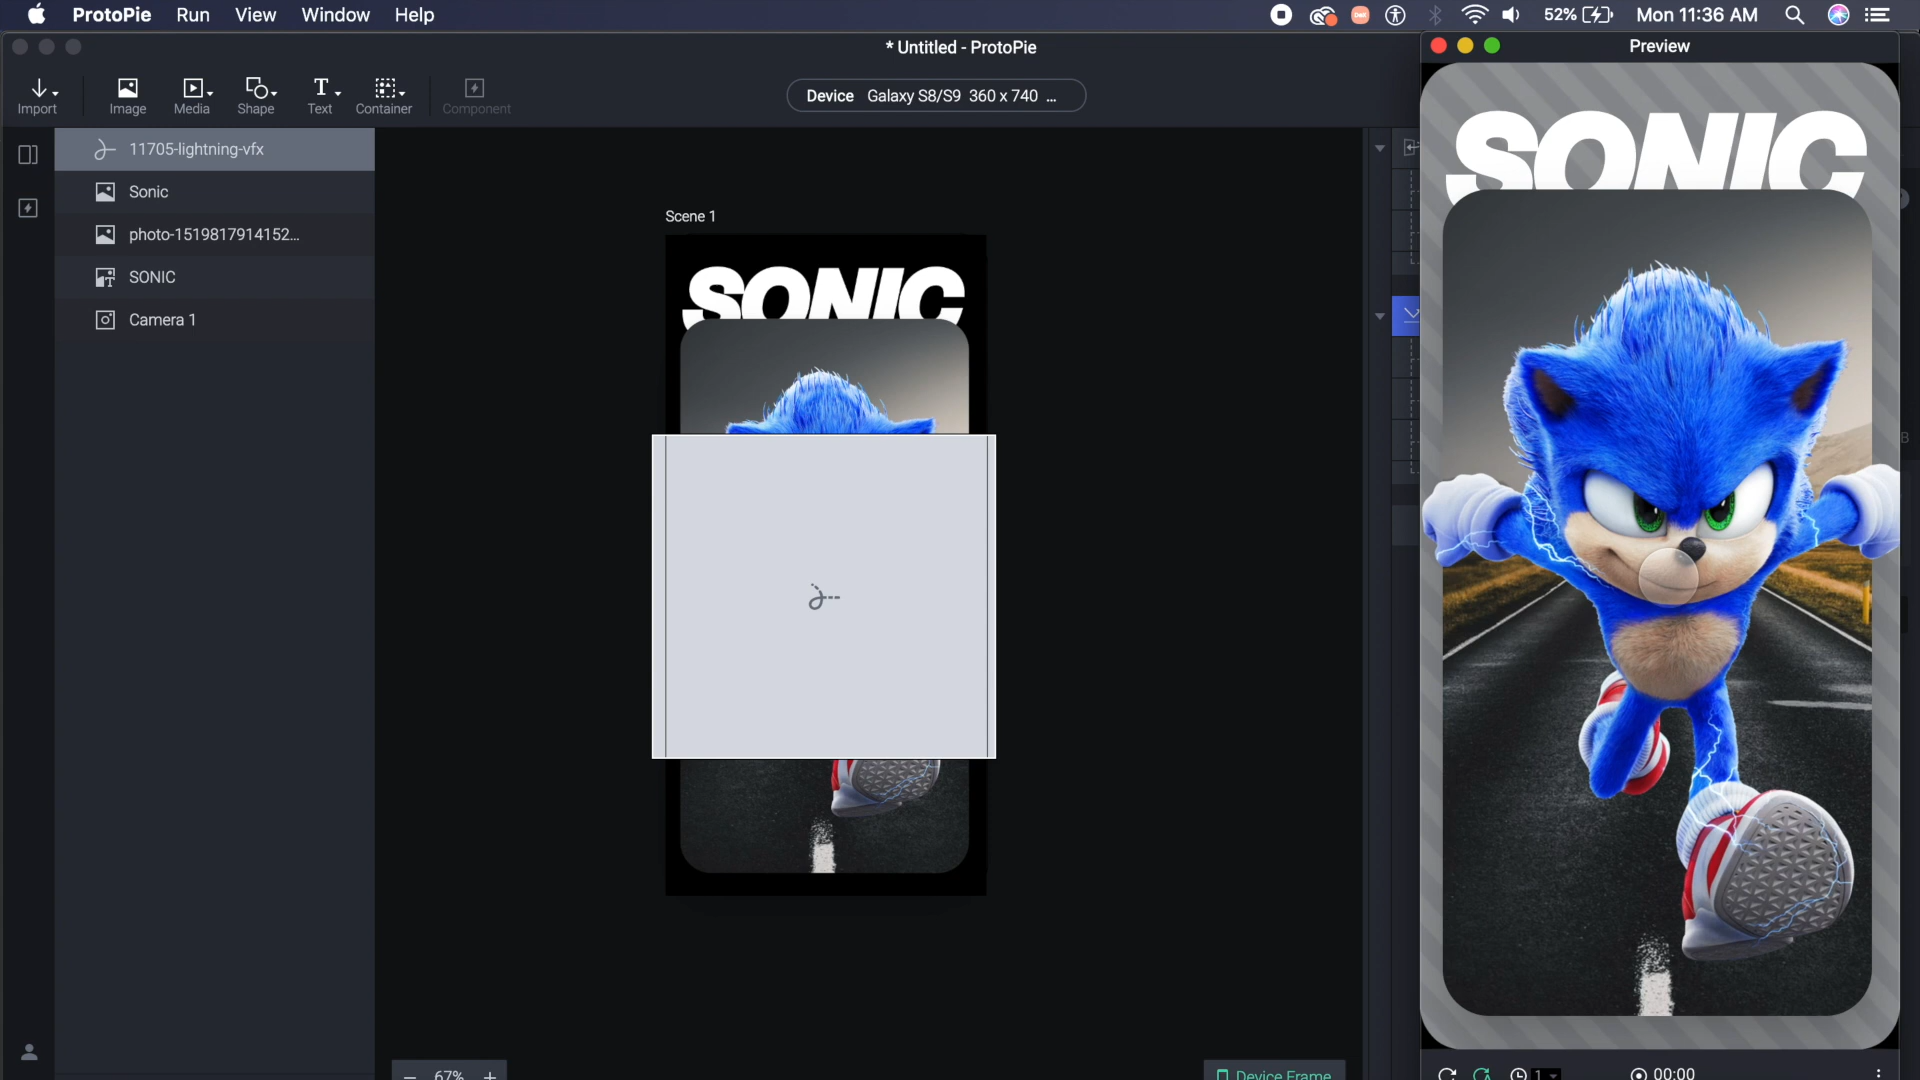 ProtoPie Run View Window Help
52% Mon 11:36 AM
* Untitled - ProtoPie
Preview
Import Image Media Shape Text Container Component
Device Galaxy S8/S9 360 x 740 ...
11705-lightning-vfx
Sonic
photo-1519817914152...
SONIC
Camera 1
Scene 1
SONIC
SONIC
67%
Device Frame
1
00:00